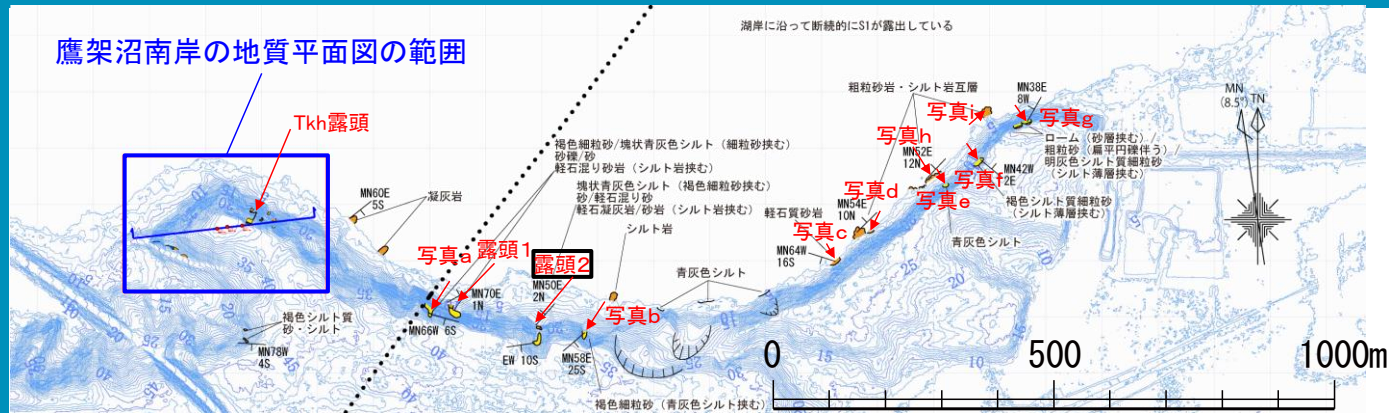 湖岸に沿って断続的にS1が露出している
鷹架沼南岸の地質平面図の範囲
Tkh露頭
MN60E
5S
凝灰岩
褐色細粒砂/塊状青灰色シルト（細粒砂挟む）
砂礫/砂
軽石混り砂岩（シルト岩挟む）
塊状青灰色シルト（褐色細粒砂挟む）
砂/軽石混り砂
軽石凝灰岩/砂岩（シルト岩挟む）
写真a
露頭1
露頭2
MN70E
1N
MN50E
2N
MN66W 6S
EW 10S
MN58E
25S
シルト岩
写真b
褐色細粒砂（青灰色シルト挟む）
青灰色シルト
褐色シルト質
砂・シルト
MN78W
4S
粗粒砂岩・シルト岩互層
写真j
写真h
MN52E
12N
MN38E
8W
写真g
ローム（砂層挟む）/
粗粒砂（扁平円礫伴う）/
明灰色シルト質細粒砂
（シルト薄層挟む）
MN42W
2E
写真f
褐色シルト質細粒砂
（シルト薄層挟む）
写真e
写真d
MN54E
10N
軽石質砂岩
写真c
MN64W
16S
青灰色シルト
MN
(8.5°)
TN
0
500
1000m